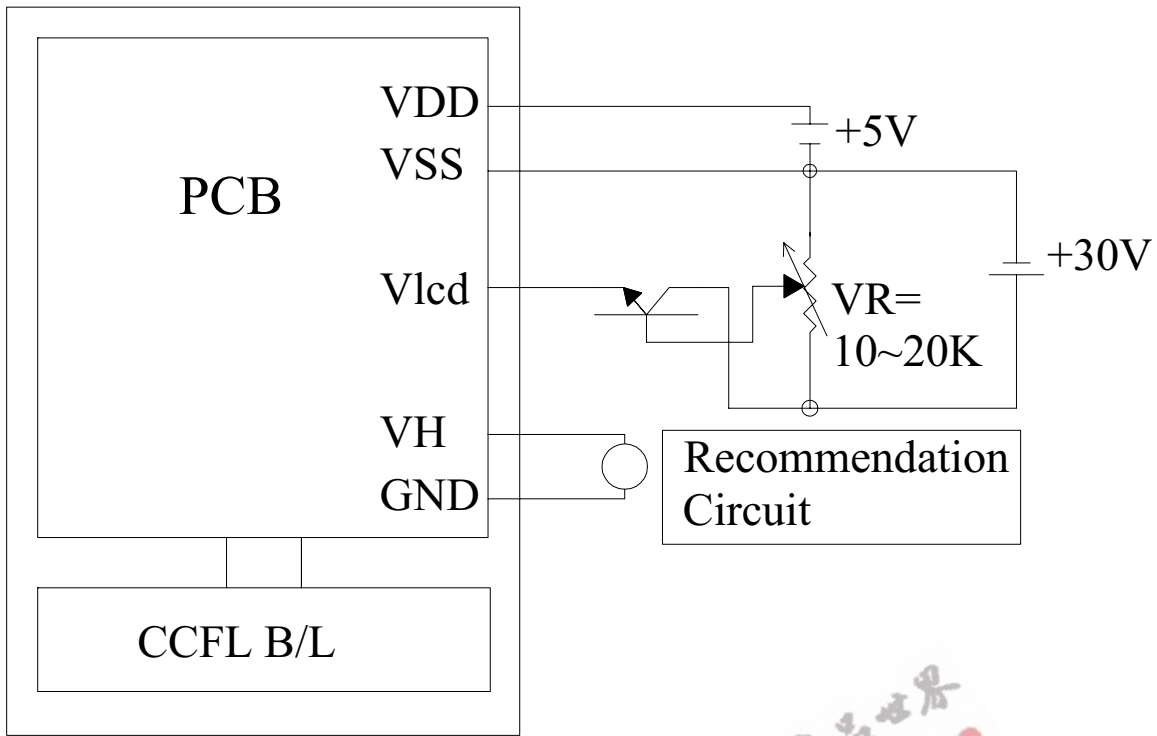 VDD
+5V
VSS
PCB
+30V
Vlcd
VR=
10~20K
VH
GND
Recommendation
Circuit
CCFL B/L